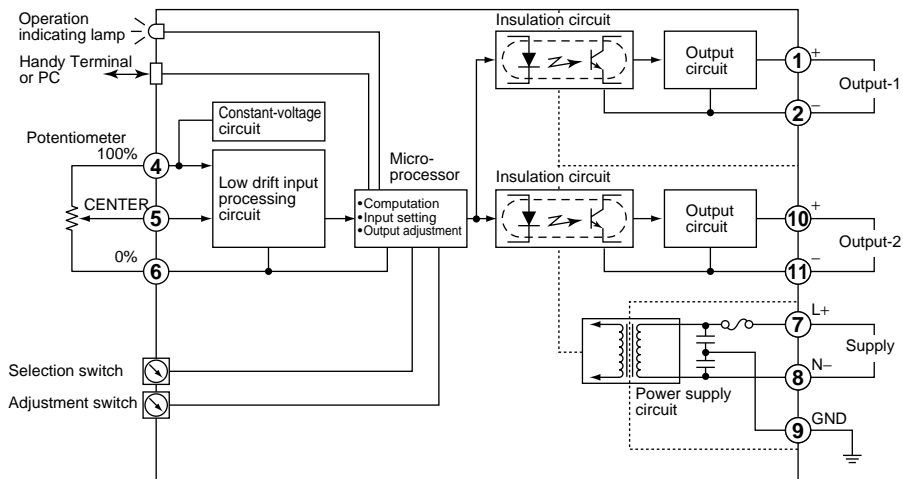 Operation
indicating lamp
Handy Terminal
or PC
Potentiometer
100%
4
CENTER
5
0%
6
Selection switch
Adjustment switch
Constant-voltage
circuit
Low drift input
processing
circuit
Micro-
processor
•Computation
•Input setting
•Output adjustment
Insulation circuit
Output
circuit
1
+
Output-1
2
−
Insulation circuit
Output
circuit
10
+
Output-2
11
−
Power supply
circuit
7
L+
Supply
8
N−
9
GND